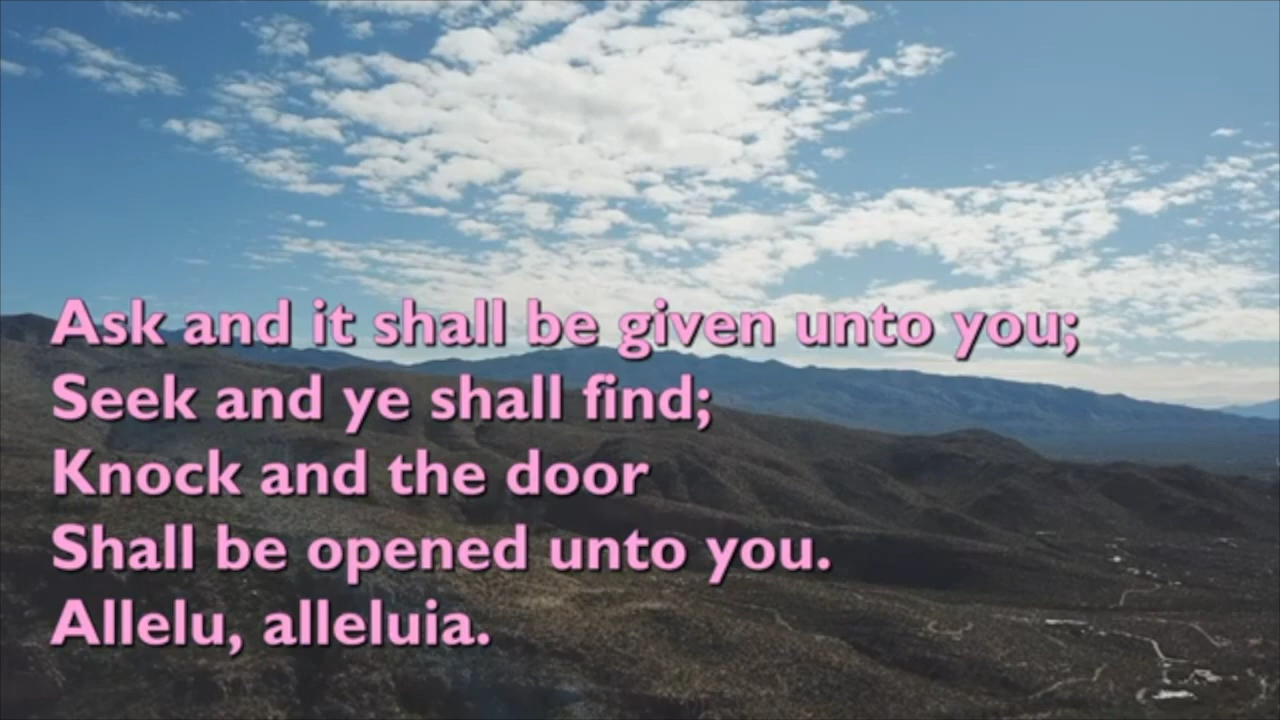 Ask and it shall be given unto you;
Seek and ye shall find;
Knock and the door
Shall be opened unto you.
Allelu, alleluia.